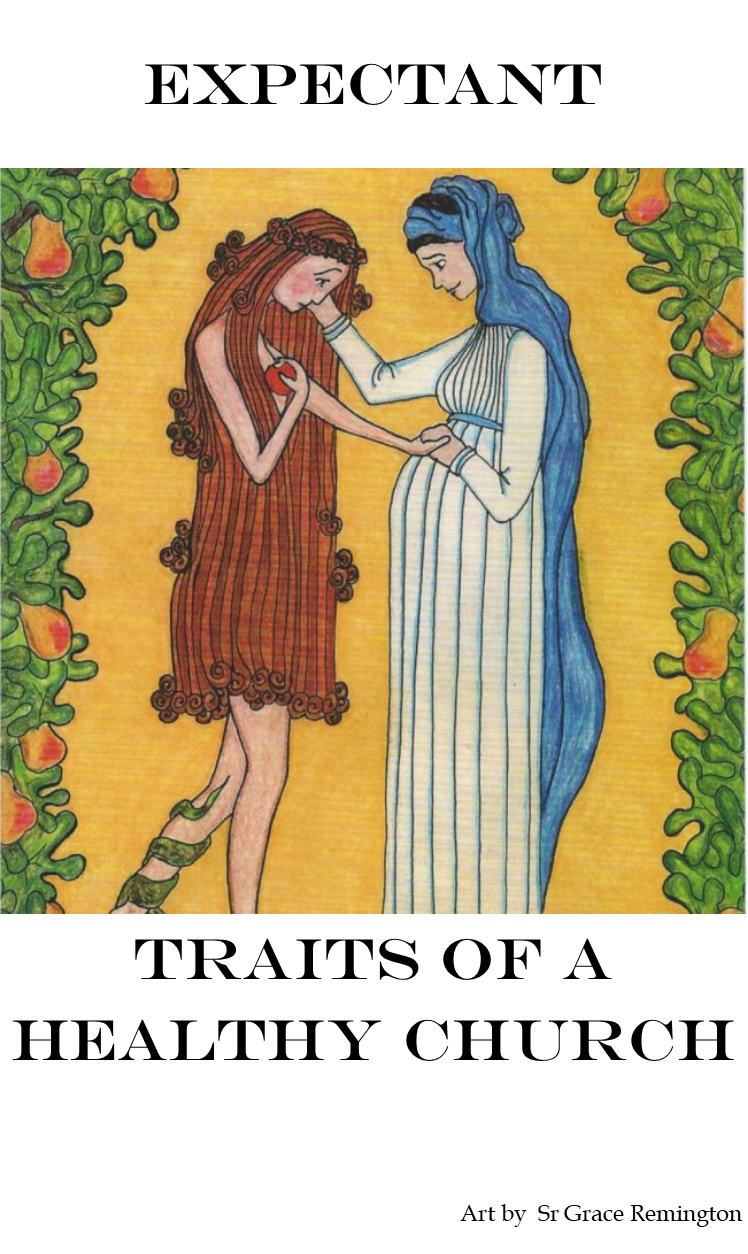 EXPECTANT
TRAITS OF A
HEALTHY CHURCH
Art by Sr Grace Remington